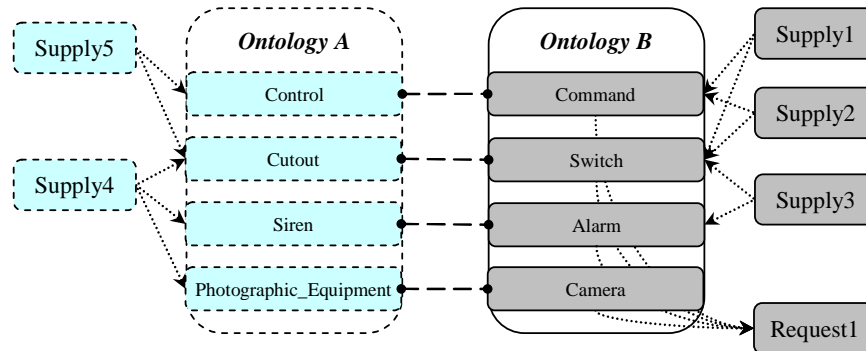 Supply5
Supply4
Ontology A
Control
Cutout
Siren
Photographic_Equipment
Ontology B
Command
Switch
Alarm
Camera
Supply1
Supply2
Supply3
Request1